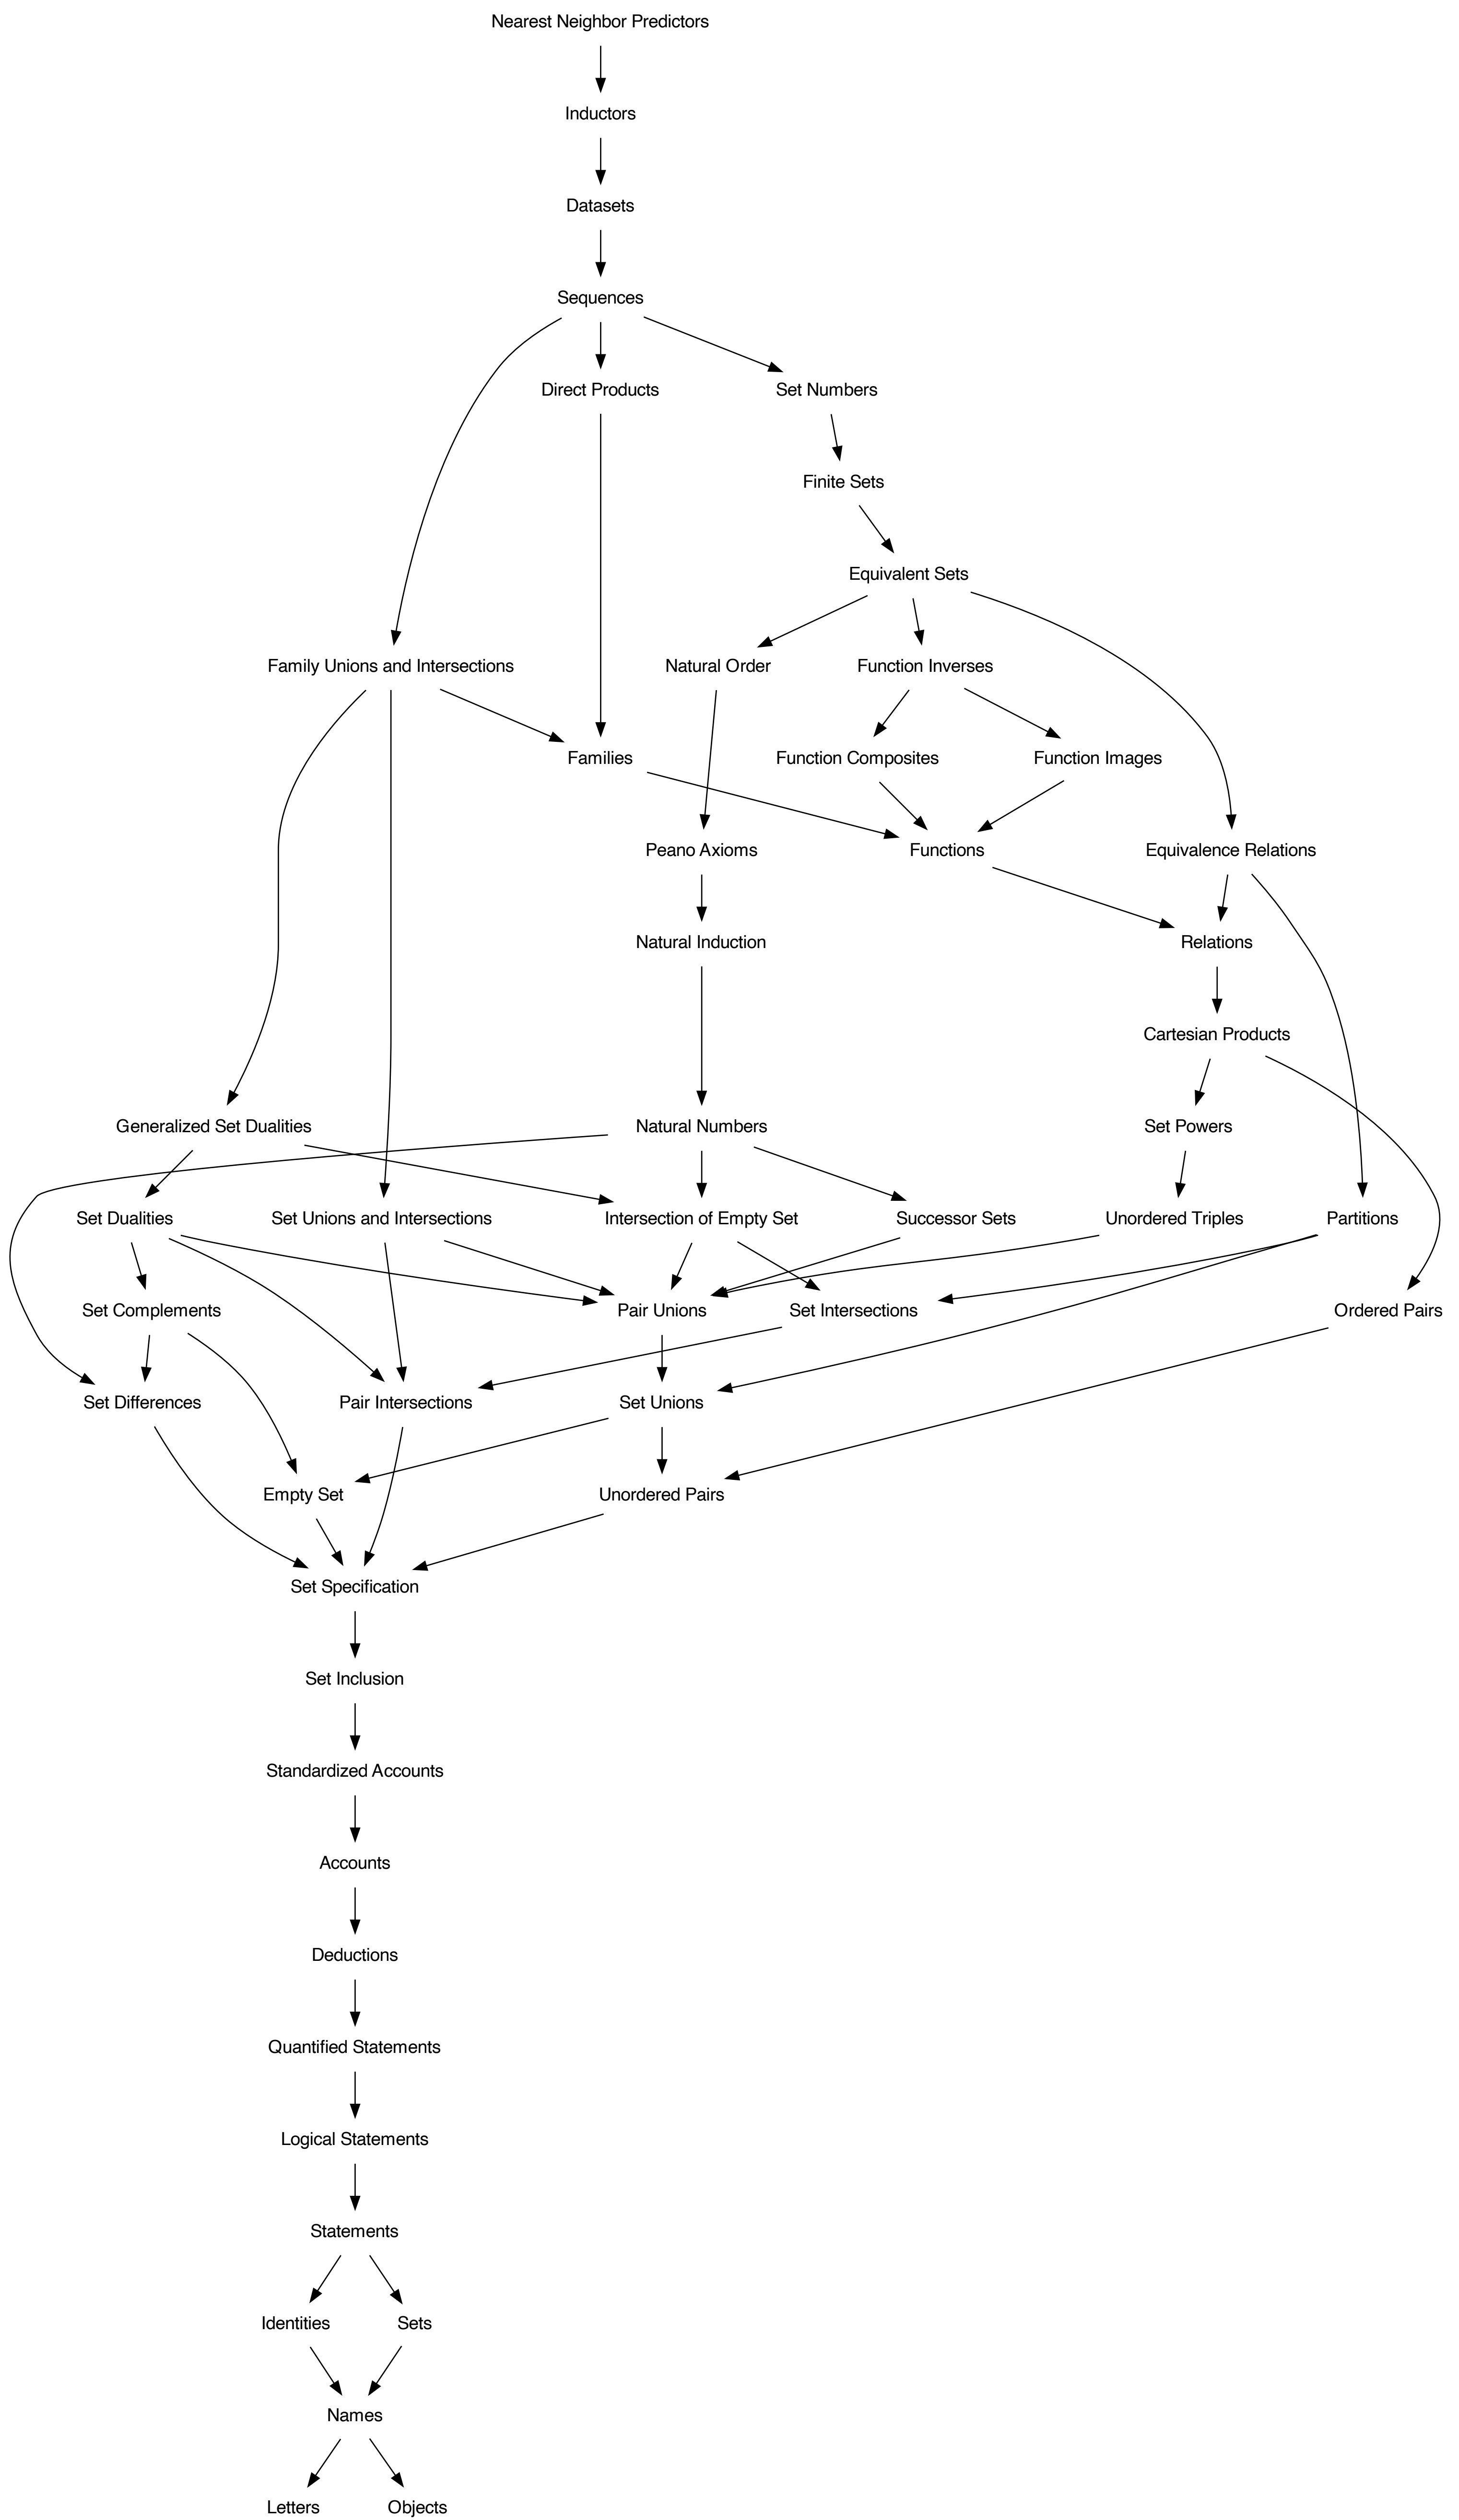 Nearest Neighbor Predictors
Inductors
Datasets
Sequences
Direct Products
Set Numbers
Finite Sets
Equivalent Sets
Family Unions and Intersections
Natural Order
Function Inverses
Families
Function Composites
Function Images
Peano Axioms
Functions
Equivalence Relations
Natural Induction
Relations
Cartesian Products
Generalized Set Dualities
Natural Numbers
Set Powers
Set Dualities
Set Unions and Intersections
Intersection of Empty Set
Successor Sets
Unordered Triples
Partitions
Set Complements
Pair Unions
Set Intersections
Ordered Pairs
Set Differences
Pair Intersections
Set Unions
Empty Set
Unordered Pairs
Set Specification
Set Inclusion
Standardized Accounts
Accounts
Deductions
Quantified Statements
Logical Statements
Statements
Identities
Sets
Names
Letters
Objects